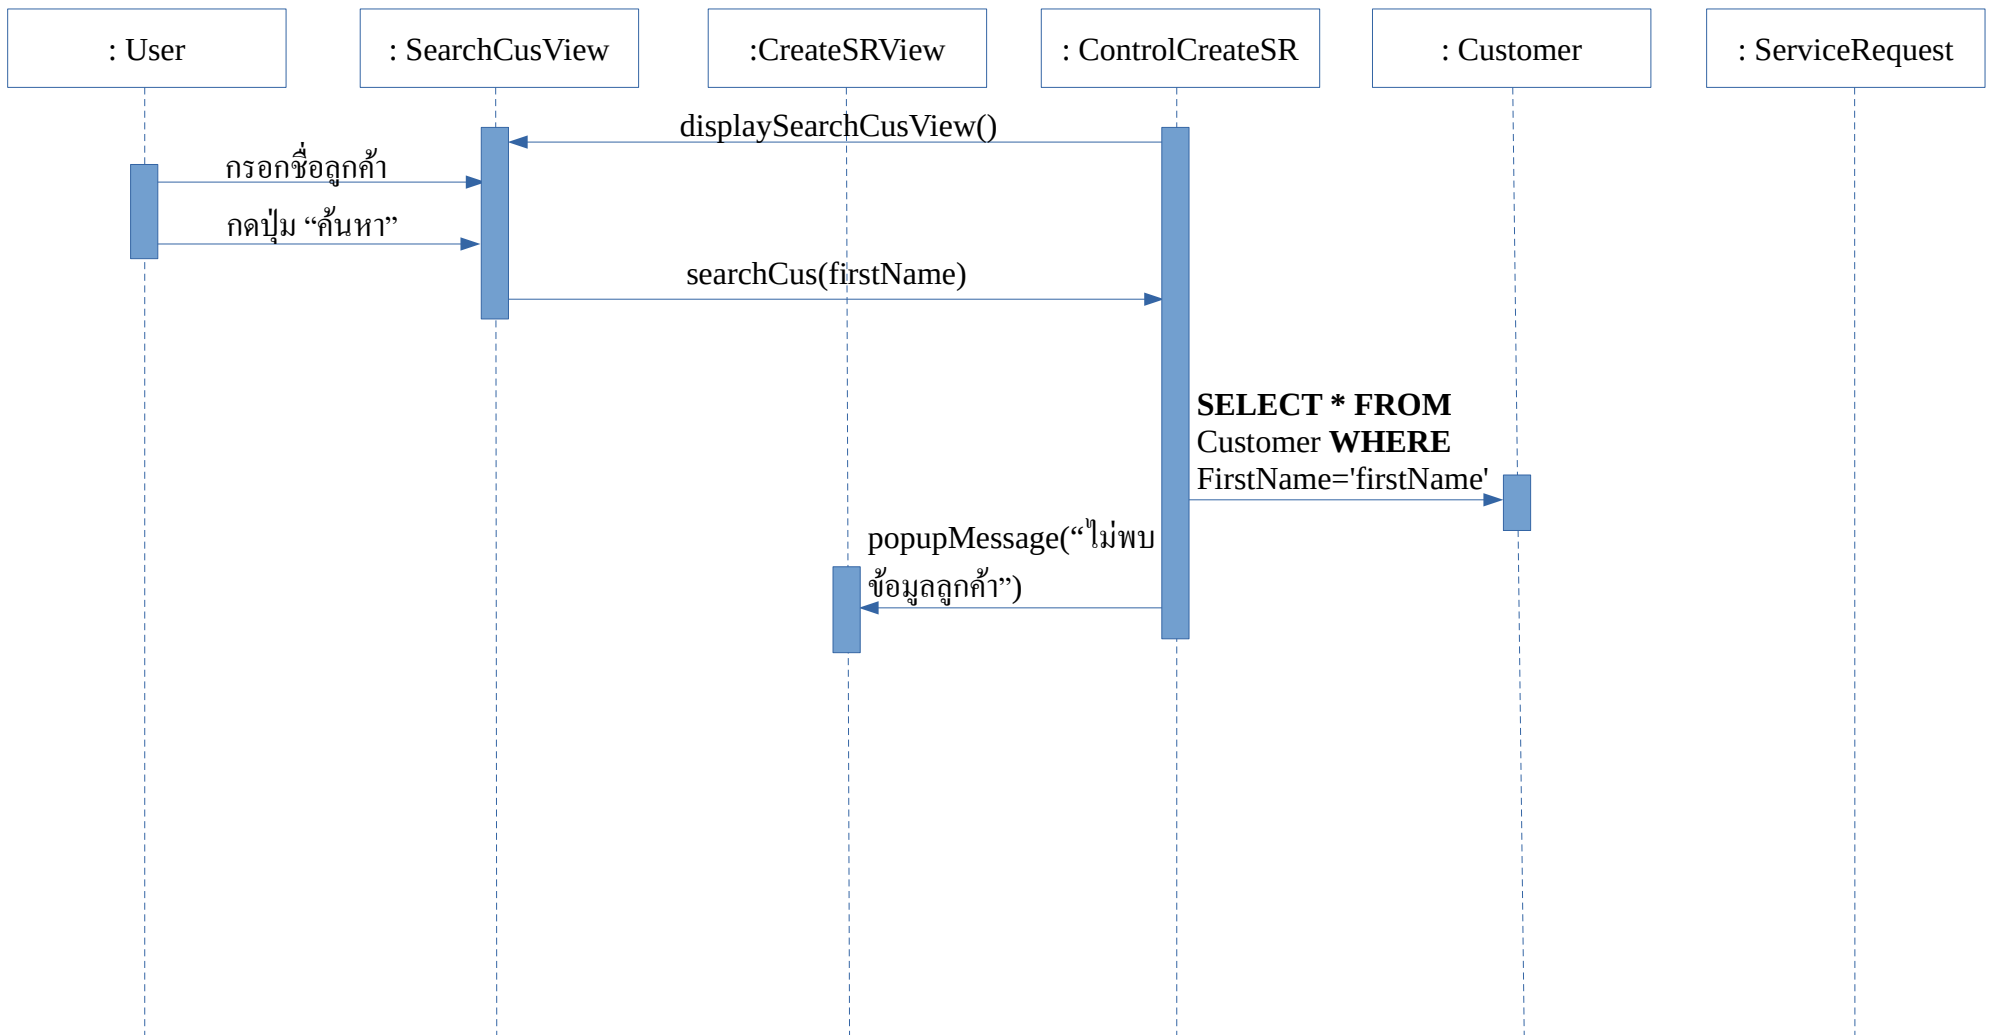 : User
: SearchCusView
:CreateSRView
: ControlCreateSR
: Customer
: ServiceRequest
displaySearchCusView()
กรอกชื่อลูกค้า
กดปุ่ม “ค้นหา”
searchCus(firstName)
SELECT * FROM
Customer WHERE
FirstName='firstName'
popupMessage(“ไม่พบ
ข้อมูลลูกค้า”)